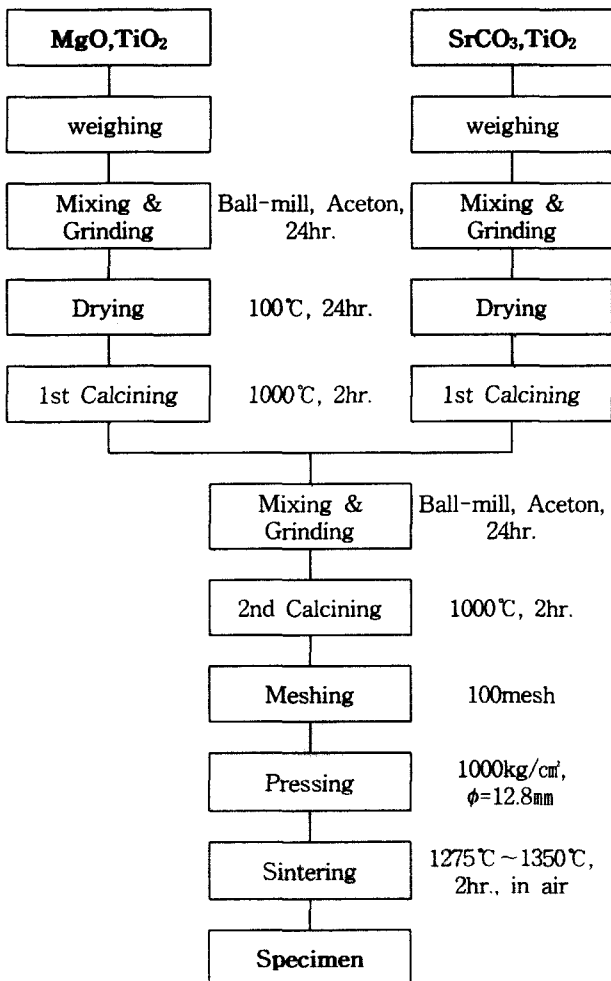 MgO,TiO₂
SrCO₃,TiO₂
weighing
weighing
Mixing &
Grinding
Ball-mill, Aceton,
24hr.
Mixing &
Grinding
Drying
100℃, 24hr.
Drying
1st Calcining
1000℃, 2hr.
1st Calcining
Mixing &
Grinding
Ball-mill, Aceton,
24hr.
2nd Calcining
1000℃, 2hr.
Meshing
100mesh
Pressing
1000kg/㎠,
ϕ=12.8㎜
Sintering
1275℃~1350℃,
2hr., in air
Specimen